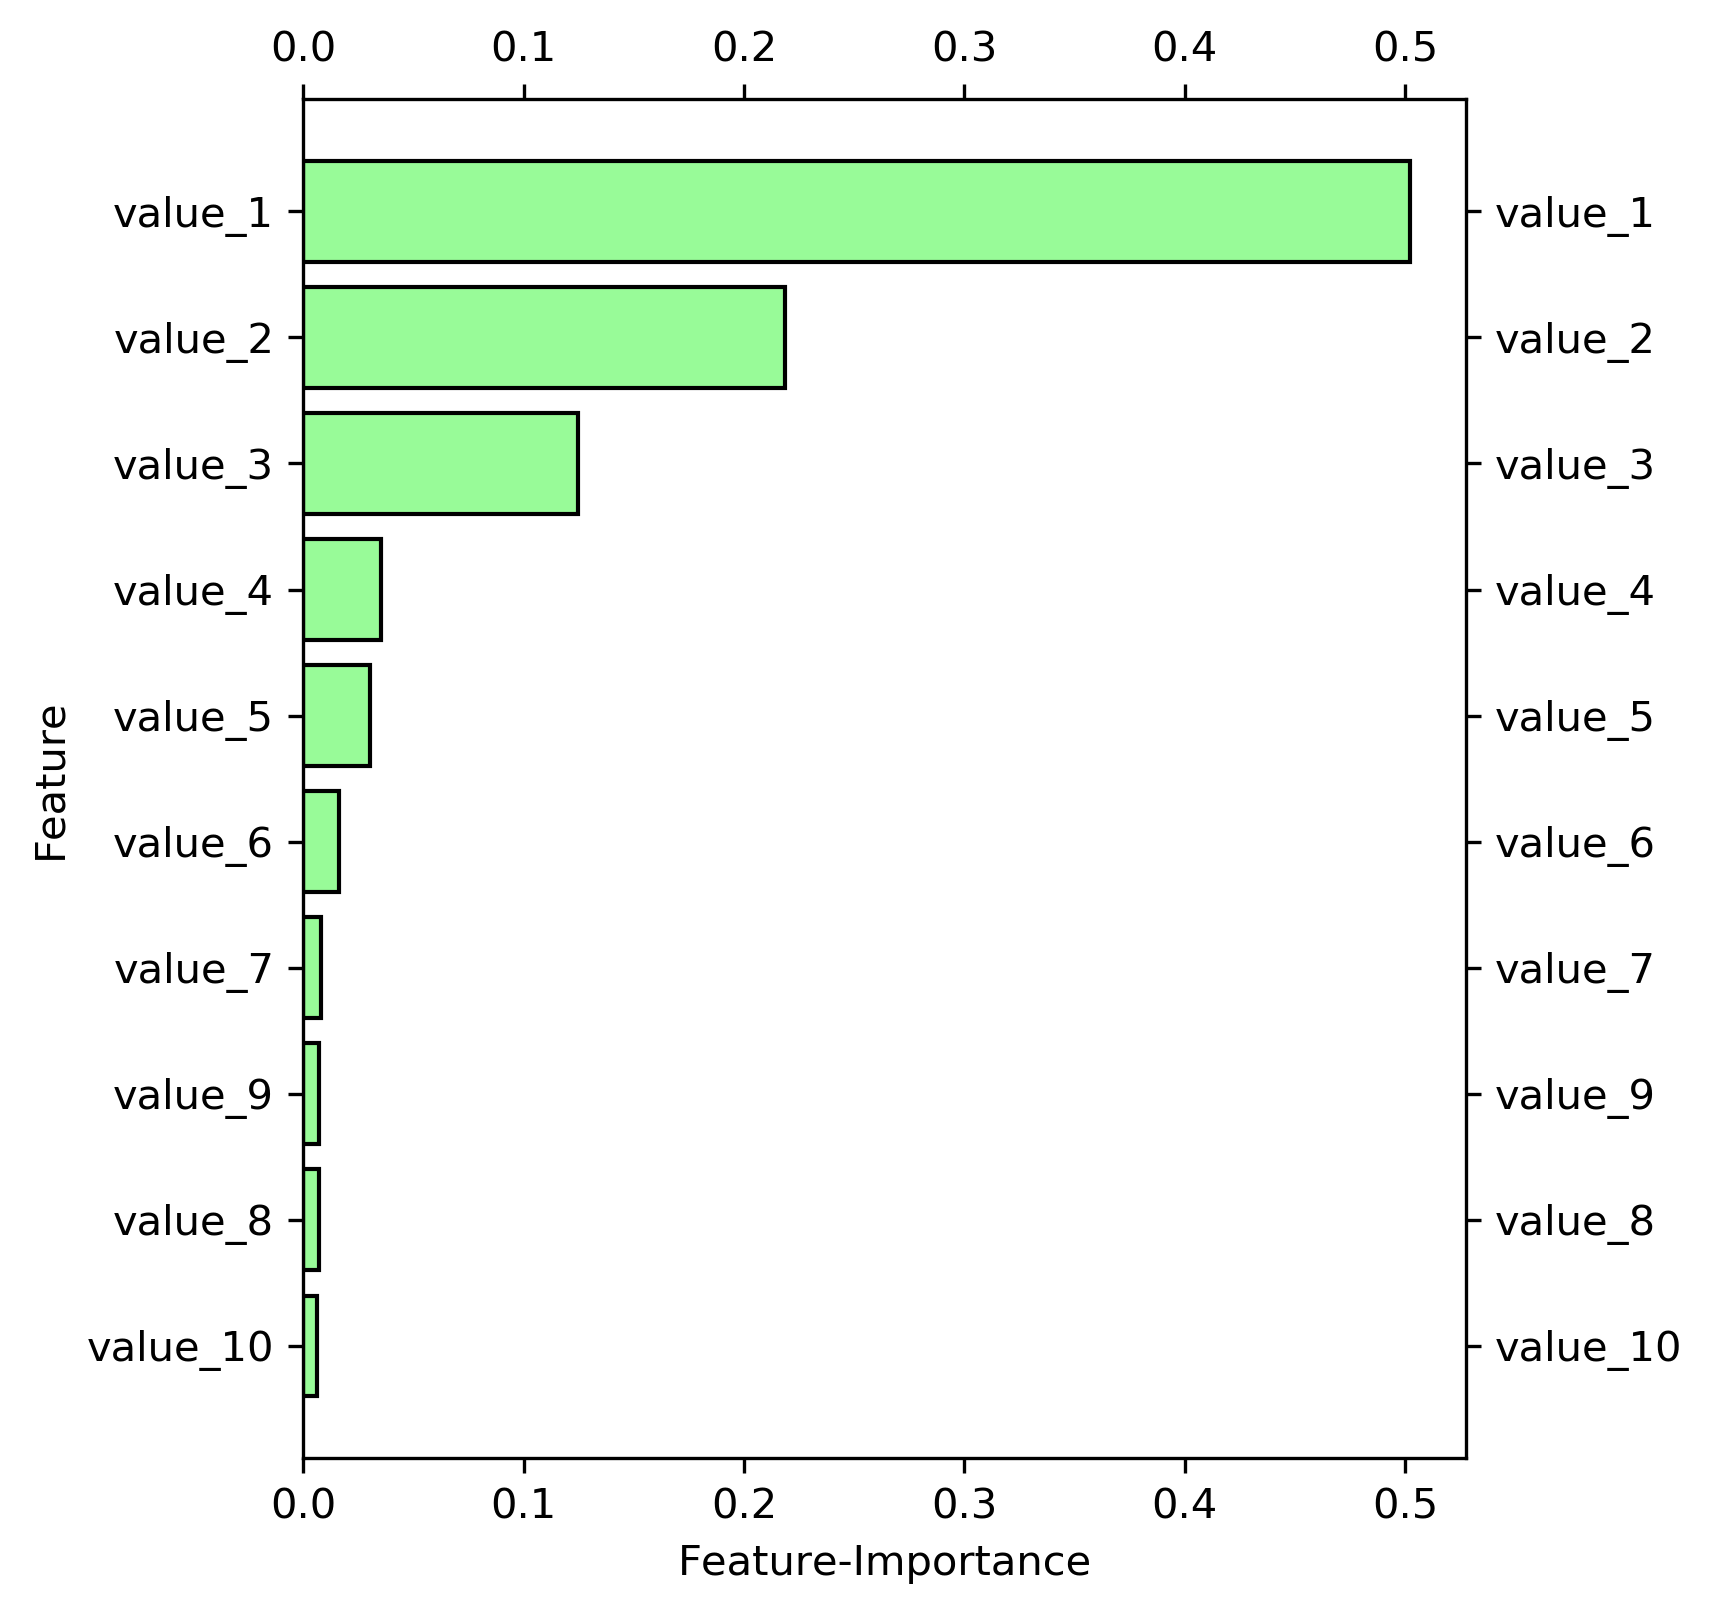 0.0 0.1 0.2 0.3 0.4 0.5
value_1 value_1
value_2 value_2
value_3 value_3
value_4 value_4
value_5 value_5
value_6 value_6
value_7 value_7
value_9 value_9
value_8 value_8
value_10 value_10
Feature
0.0 0.1 0.2 0.3 0.4 0.5
Feature-Importance